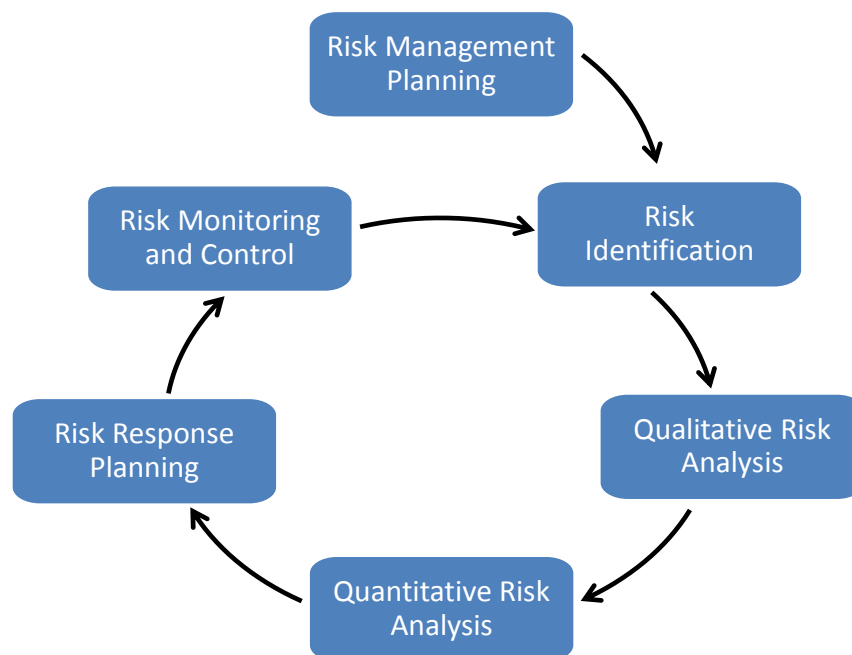 Risk Management
Planning
Risk
Identification
Qualitative Risk
Analysis
Quantitative Risk
Analysis
Risk Response
Planning
Risk Monitoring
and Control